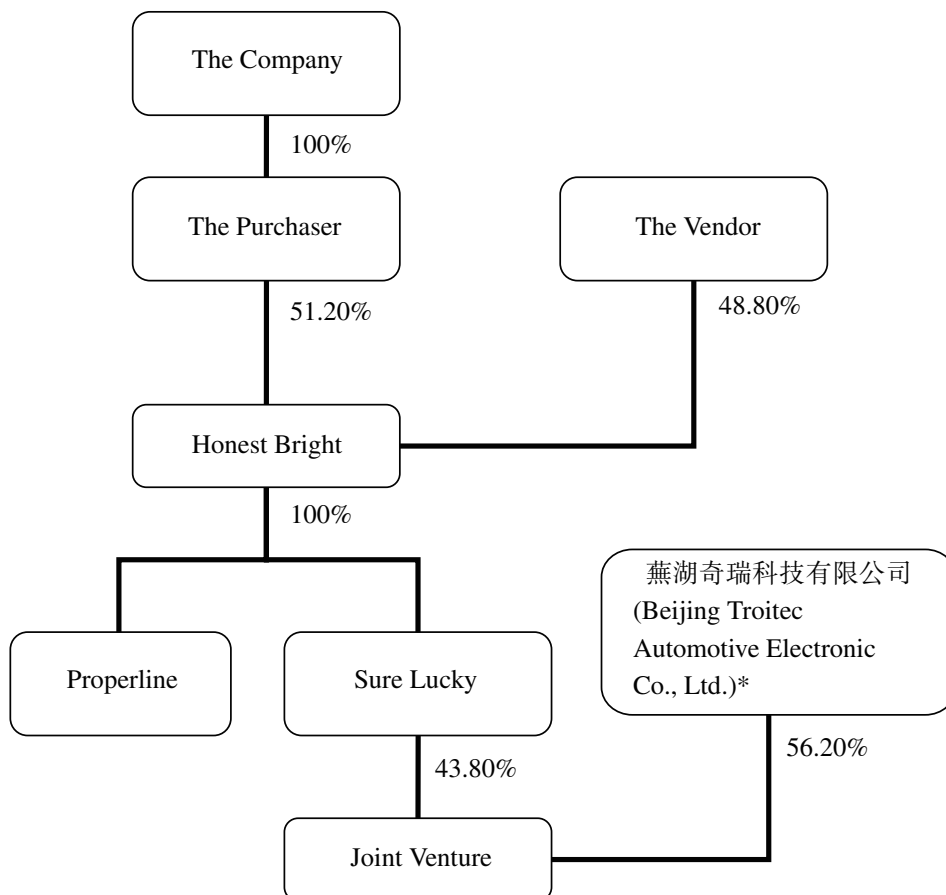 The Company
100%
The Purchaser
The Vendor
51.20%
48.80%
Honest Bright
100%
蕪湖奇瑞科技有限公司
(Beijing Troitec
Automotive Electronic
Co., Ltd.)*
Properline
Sure Lucky
43.80%
56.20%
Joint Venture